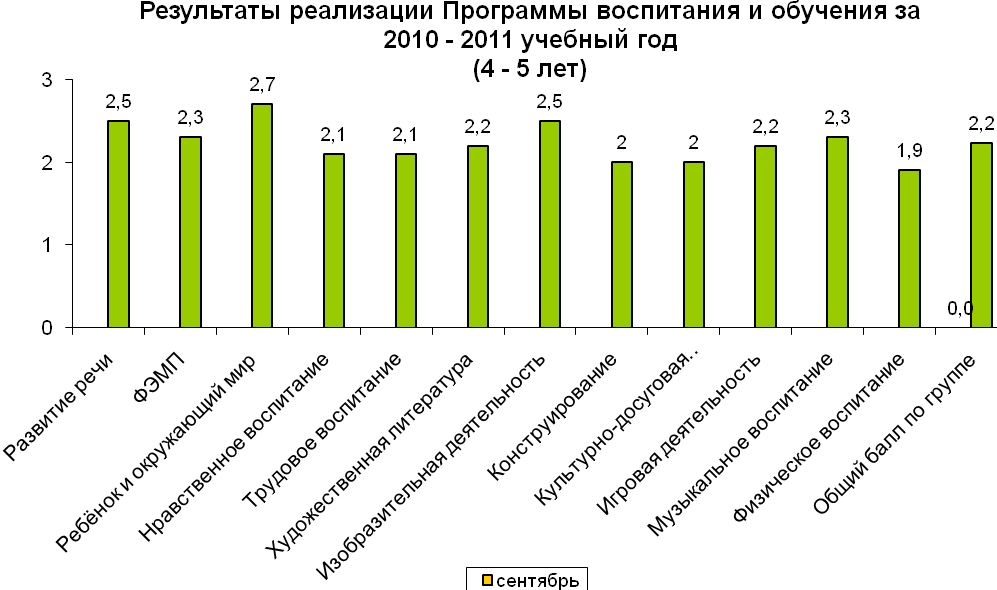 Результаты реализации Программы воспитания и обучения за
2010 - 2011 учебный год
(4 - 5 лет)
3
2
1
0
2,5
2,3
2,7
2,1
2,1
2,2
2,5
2
2
2,2
2,3
1,9
2,2
0,0
Развитие речи
ФЭМП
Ребёнок и окружающий мир
Нравственное воспитание
Трудовое воспитание
Художественная литература
Изобразительная деятельность
Конструирование
Культурно-досуговая..
Игровая деятельность
Музыкальное воспитание
Физическое воспитание
Общий балл по группе
сентябрь